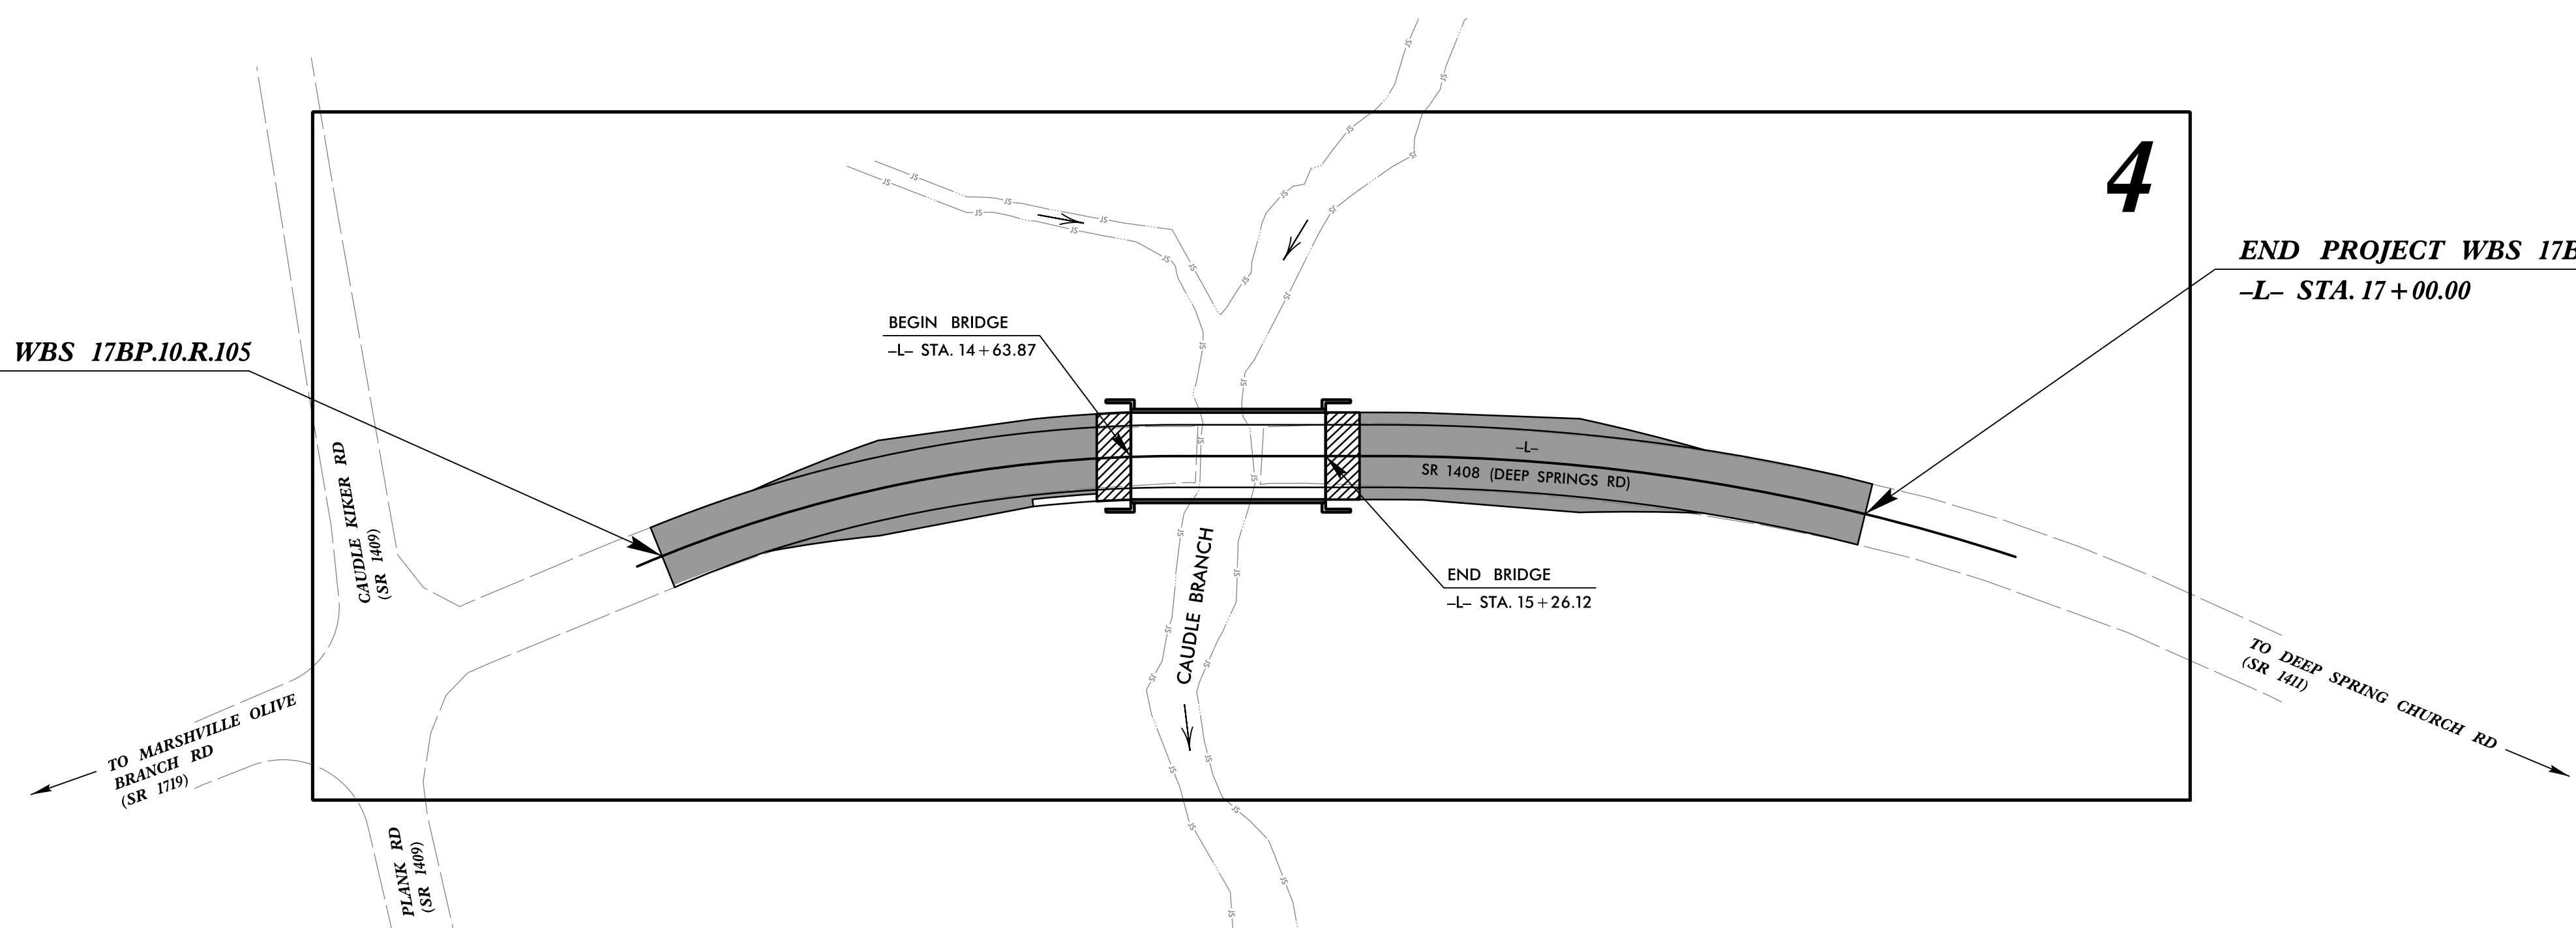 4
END PROJECT WBS 17B
–L– STA. 17+00.00
BEGIN BRIDGE
–L– STA. 14+63.87
WBS 17BP.10.R.105
–L–
SR 1408 (DEEP SPRINGS RD)
CAUDLE KIKER RD
(SR 1409)
CAUDLE BRANCH
END BRIDGE
–L– STA. 15+26.12
TO DEEP SPRING CHURCH RD
(SR 1411)
TO MARSHVILLE OLIVE
BRANCH RD
(SR 1719)
PLANK RD
(SR 1409)